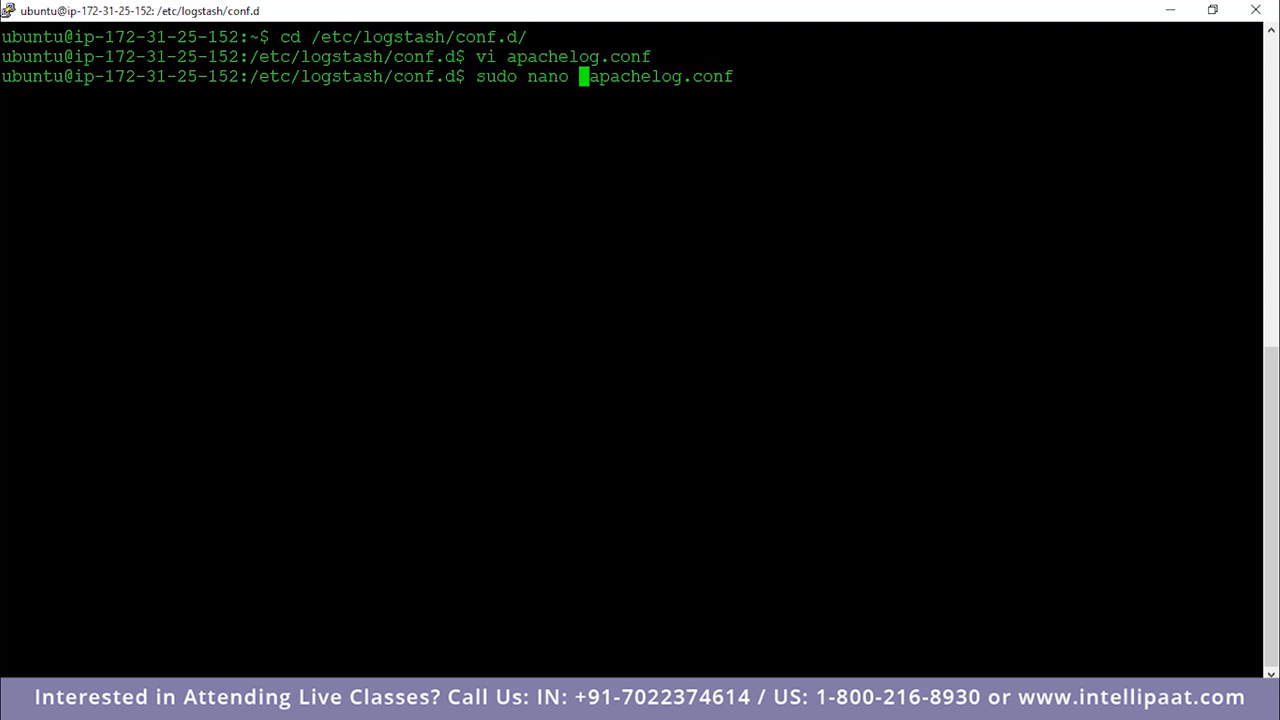 ubuntu@ip-172-31-25-152: /etc/logstash/conf.d
ubuntu@ip-172-31-25-152:~$ cd /etc/logstash/conf.d/
ubuntu@ip-172-31-25-152:/etc/logstash/conf.d$ vi apachelog.conf
ubuntu@ip-172-31-25-152:/etc/logstash/conf.d$ sudo nano apachelog.conf
Interested in Attending Live Classes? Call Us: IN: +91-7022374614 / US: 1-800-216-8930 or www.intellipaat.com